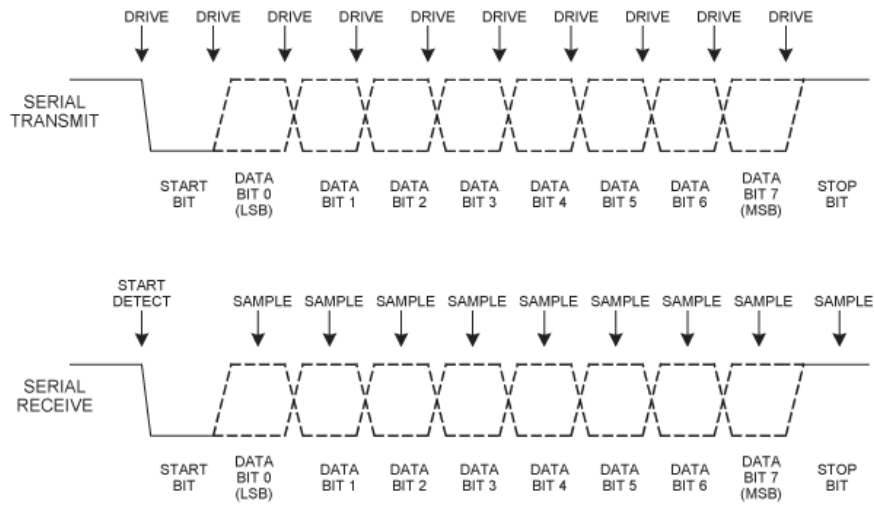 DRIVE DRIVE DRIVE DRIVE DRIVE DRIVE DRIVE DRIVE DRIVE DRIVE
SERIAL
TRANSMIT
START
BIT
DATA
BIT 0
(LSB)
DATA
BIT 1
DATA
BIT 2
DATA
BIT 3
DATA
BIT 4
DATA
BIT 5
DATA
BIT 6
DATA
BIT 7
(MSB)
STOP
BIT
START
DETECT
SAMPLE SAMPLE SAMPLE SAMPLE SAMPLE SAMPLE SAMPLE SAMPLE SAMPLE
SERIAL
RECEIVE
START
BIT
DATA
BIT 0
(LSB)
DATA
BIT 1
DATA
BIT 2
DATA
BIT 3
DATA
BIT 4
DATA
BIT 5
DATA
BIT 6
DATA
BIT 7
(MSB)
STOP
BIT